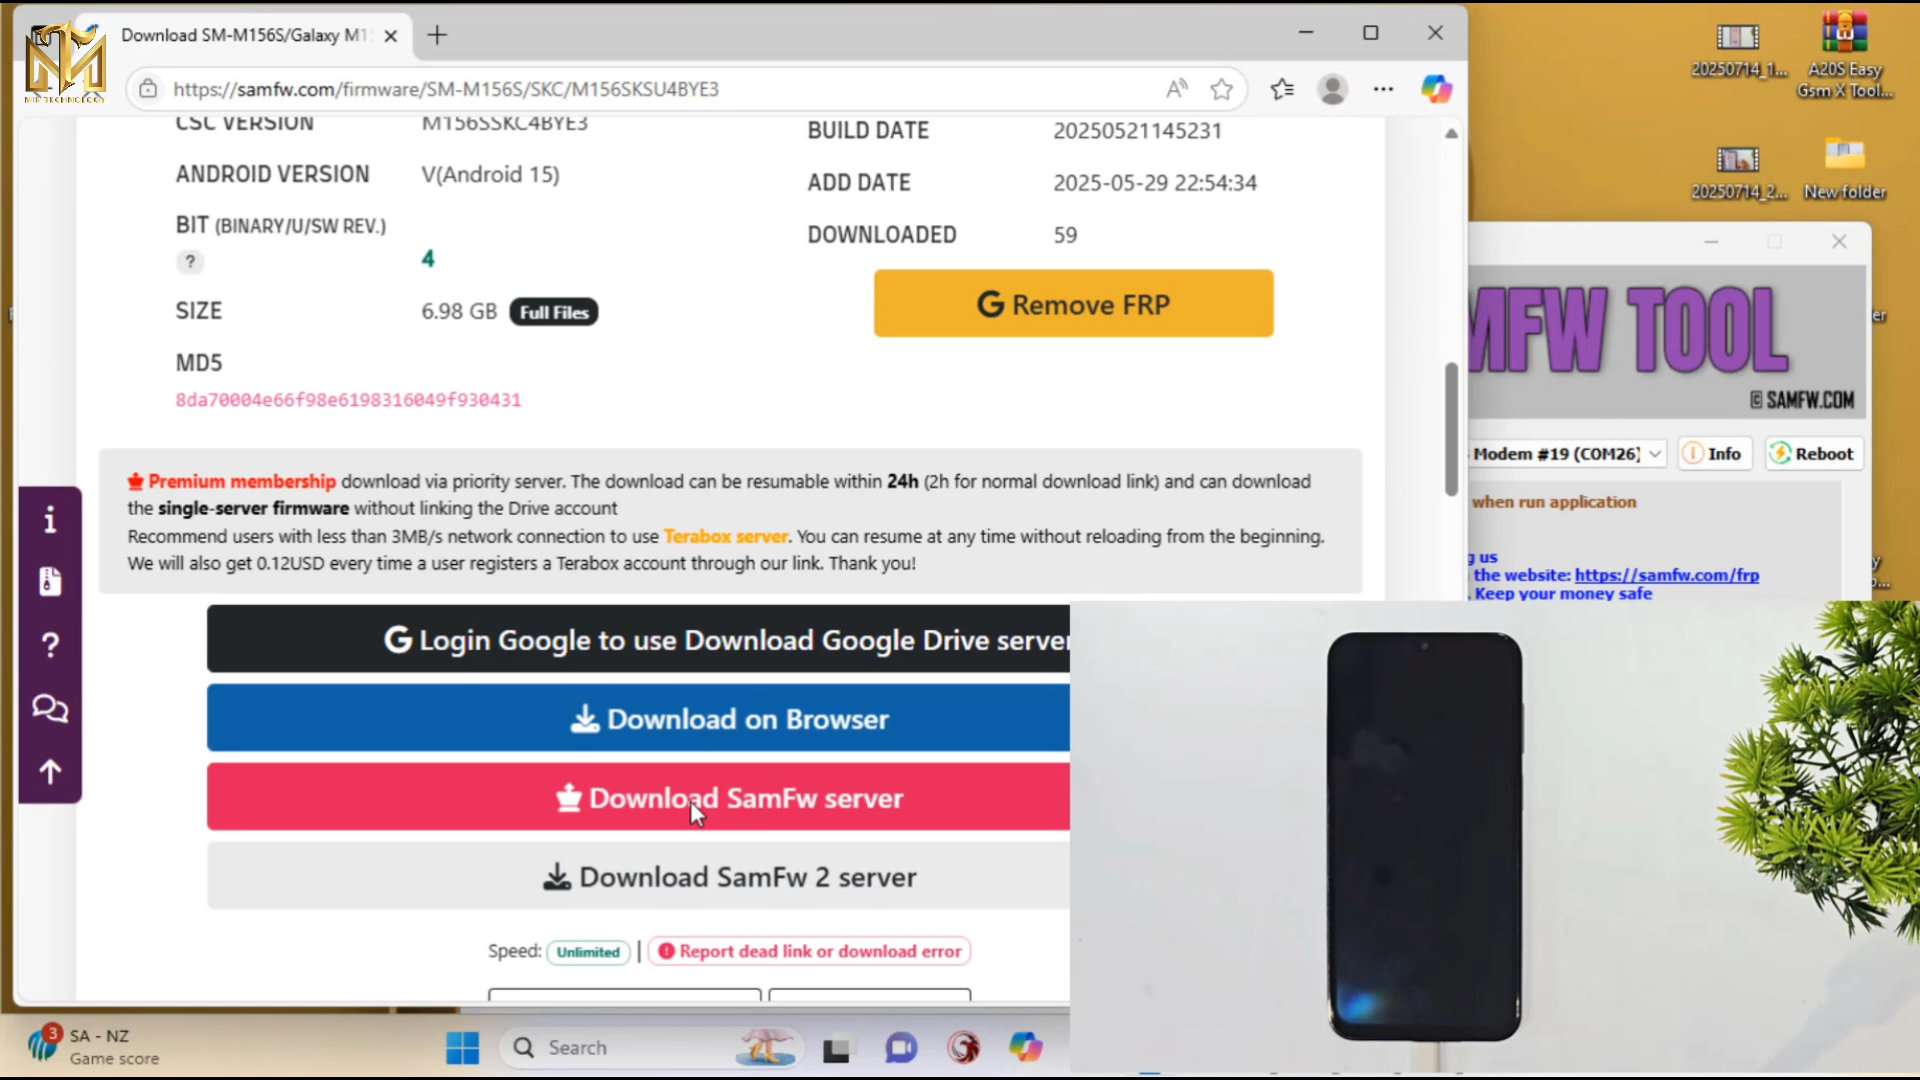 Download SM-M156S/Galaxy M1
https://samfw.com/firmware/SM-M156S/SKC/M156SKSU4BYE3
MT TECHNOLOGY
CSC VERSION M156SSKC4BYE3
ANDROID VERSION V(Android 15)
BIT (BINARY/U/SW REV.)
? 4
SIZE 6.98 GB Full Files
MD5
8da70004e66f98e6198316049f930431
BUILD DATE 20250521145231
ADD DATE 2025-05-29 22:54:34
DOWNLOADED 59
Remove FRP
Premium membership download via priority server. The download can be resumable within 24h (2h for normal download link) and can download
the single-server firmware without linking the Drive account
Recommend users with less than 3MB/s network connection to use Terabox server. You can resume at any time without reloading from the beginning.
We will also get 0.12USD every time a user registers a Terabox account through our link. Thank you!
Login Google to use Download Google Drive server
Download on Browser
Download SamFw server
Download SamFw 2 server
Speed: Unlimited | Report dead link or download error
20250714_1...
A20S Easy
Gsm X Tool...
20250714_2...
New folder
MFW TOOL
© SAMFW.COM
Modem #19 (COM26)
Info
Reboot
when run application
g us
the website: https://samfw.com/frp
Keep your money safe
3
SA - NZ
Game score
Search